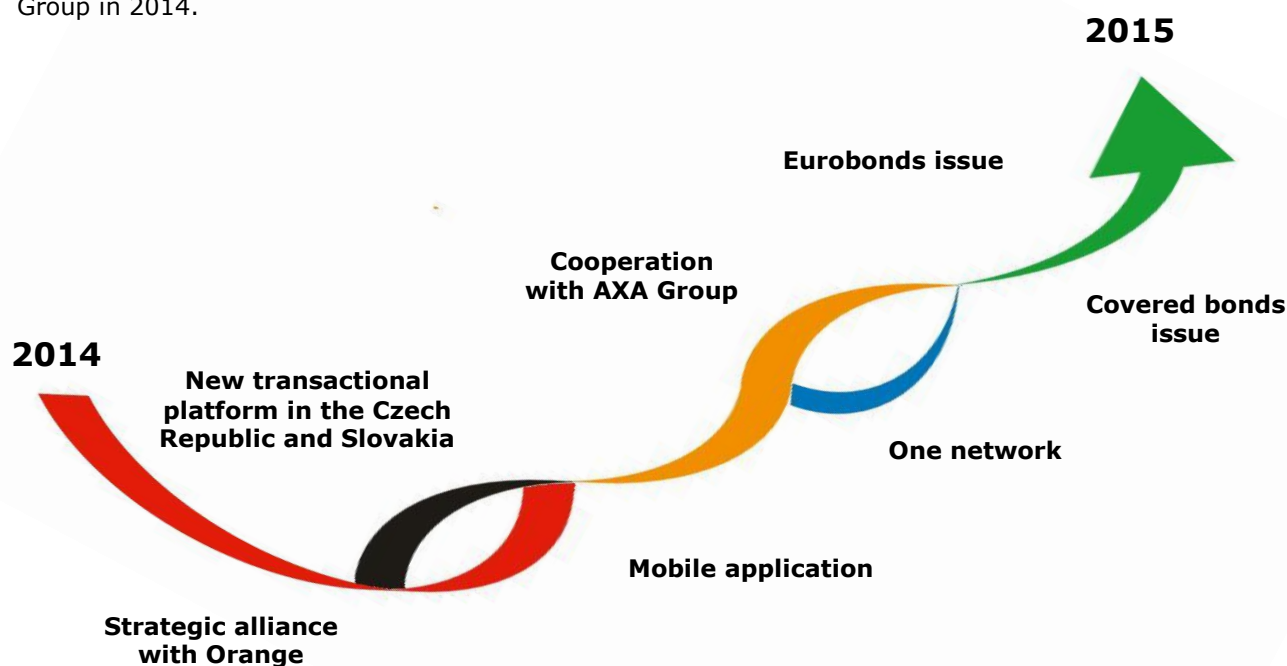 Group in 2014.
2015
Eurobonds issue
Cooperation
with AXA Group
Covered bonds
issue
2014
New transactional
platform in the Czech
Republic and Slovakia
One network
Mobile application
Strategic alliance
with Orange